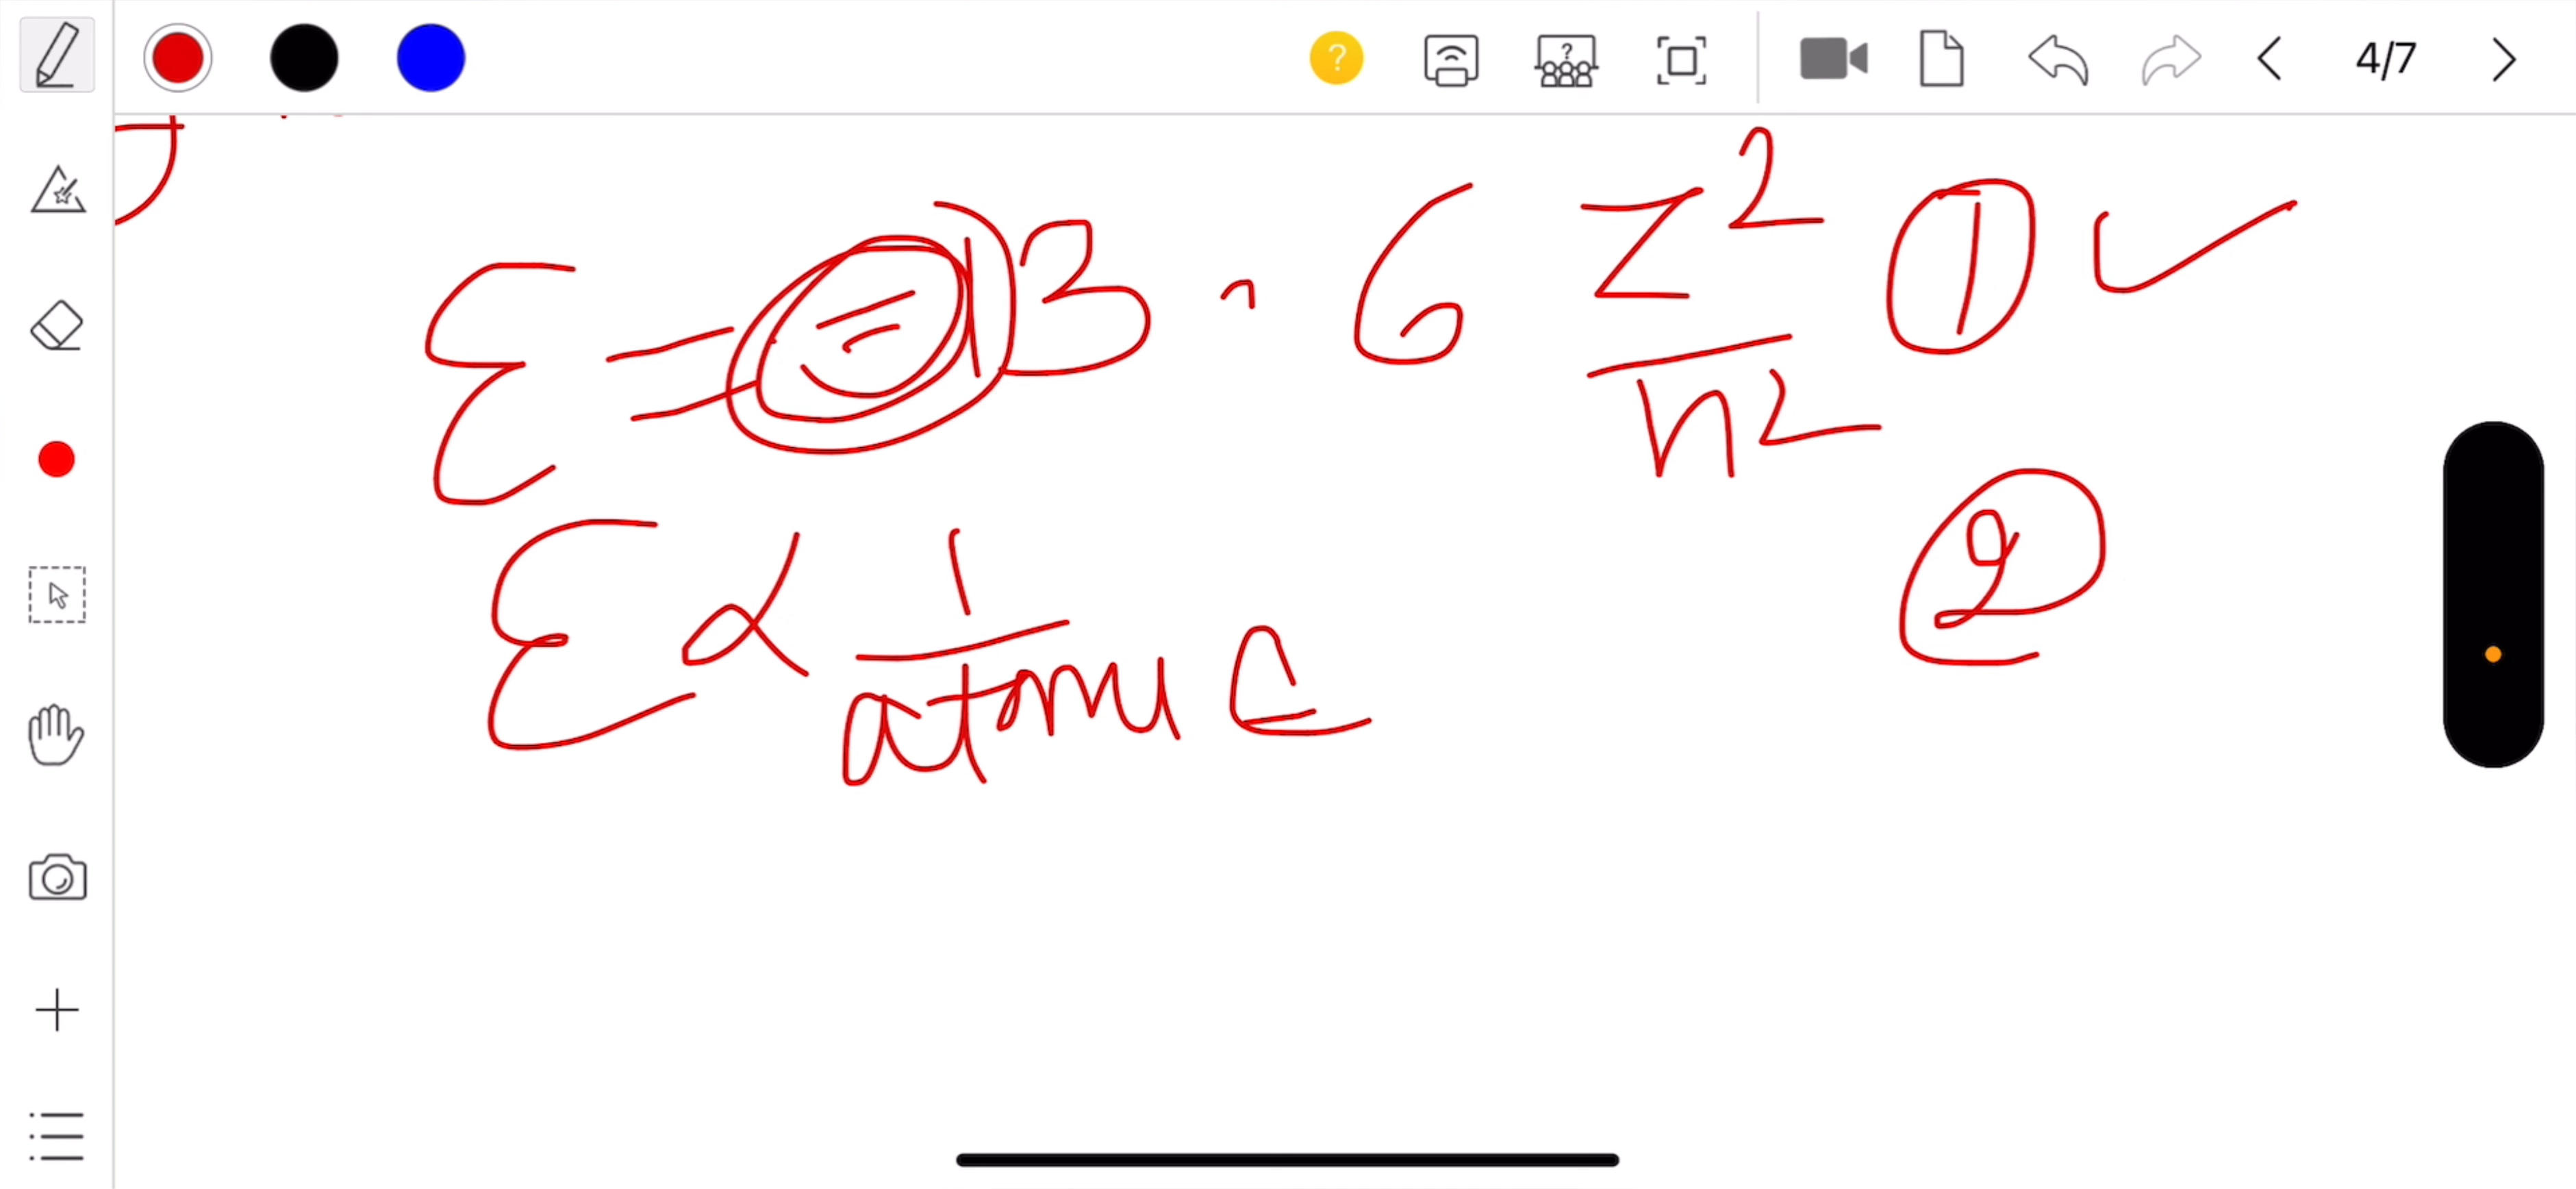 4/7
E = -13.6 Z² / n² ① ✓
②
E α 1 / atomic